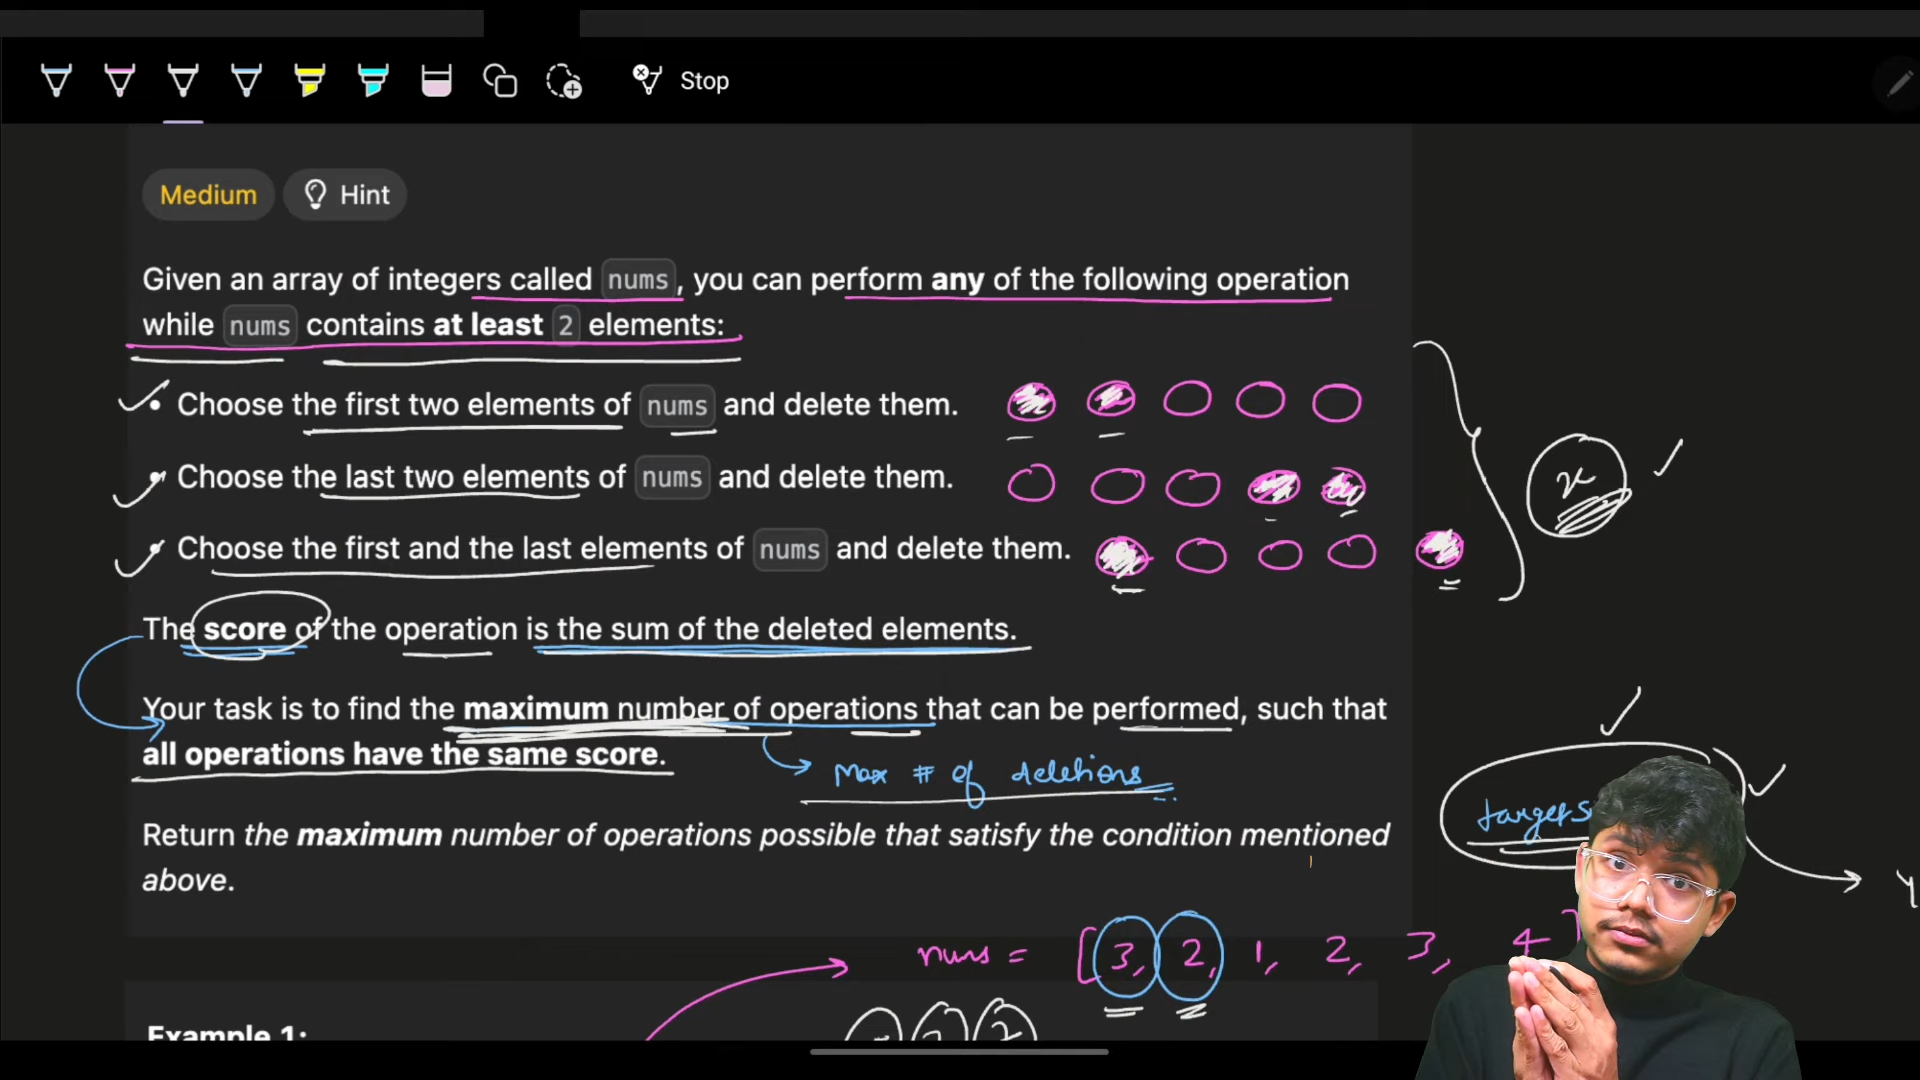 Stop
Medium
Hint
Given an array of integers called nums, you can perform any of the following operation
while nums contains at least 2 elements:
• Choose the first two elements of nums and delete them.
• Choose the last two elements of nums and delete them.
x
• Choose the first and the last elements of nums and delete them.
The score of the operation is the sum of the deleted elements.
Your task is to find the maximum number of operations that can be performed, such that
all operations have the same score.
Max # of deletions
Return the maximum number of operations possible that satisfy the condition mentioned
above.
nums = [3, 2, 1, 2, 3, 4]
Example 1: